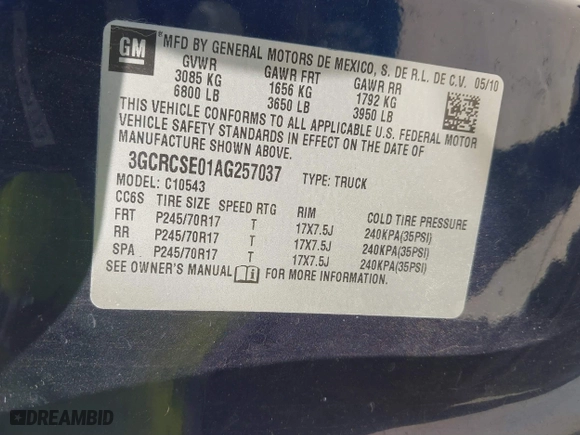 GM ® MFD BY GENERAL MOTORS DE MEXICO, S. DE R.L. DE C.V. 05/10
GVWR GAWR FRT GAWR RR
3085 KG 1656 KG 1792 KG
6800 LB 3650 LB 3950 LB
THIS VEHICLE CONFORMS TO ALL APPLICABLE U.S. FEDERAL MOTOR
VEHICLE SAFETY STANDARDS IN EFFECT ON THE DATE OF
MANUFACTURE SHOWN ABOVE.
3GCRCSE01AG257037 TYPE: TRUCK
MODEL: C10543
CC6S TIRE SIZE SPEED RTG RIM COLD TIRE PRESSURE
FRT P245/70R17 T 17X7.5J 240KPA(35PSI)
RR P245/70R17 T 17X7.5J 240KPA(35PSI)
SPA P245/70R17 T 17X7.5J 240KPA(35PSI)
SEE OWNER'S MANUAL FOR MORE INFORMATION.
DREAMBID